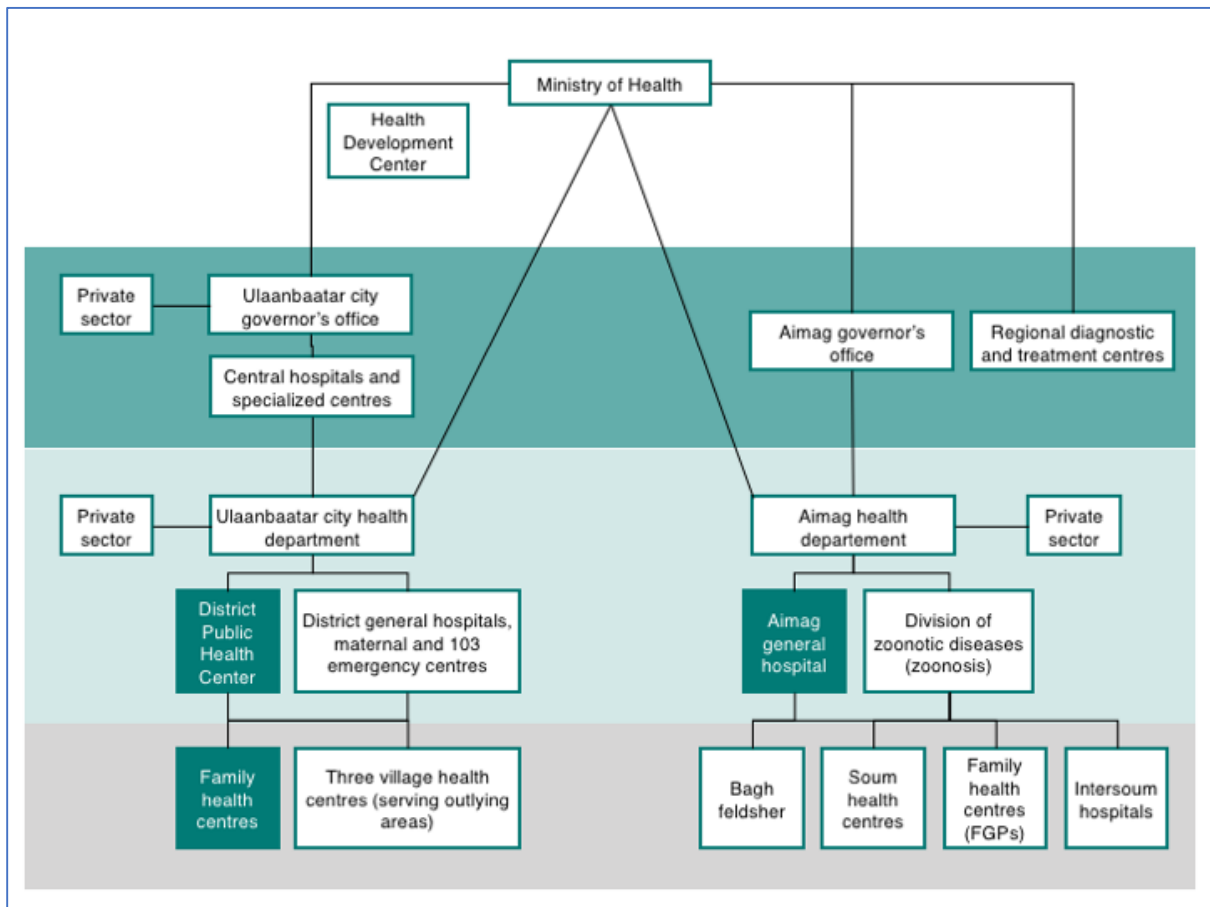 Ministry of Health
Health
Development
Center
Private
sector
Ulaanbaatar city
governor's office
Aimag governor's
office
Regional diagnostic
and treatment centres
Central hospitals and
specialized centres
Private
sector
Ulaanbaatar city health
department
Aimag health
departement
Private
sector
District
Public
Health
Center
District general hospitals,
maternal and 103
emergency centres
Aimag
general
hospital
Division of
zoonotic diseases
(zoonosis)
Family
health
centres
Three village health
centres (serving outlying
areas)
Bagh
feldsher
Soum
health
centres
Family
health
centres
(FGPs)
Intersoum
hospitals